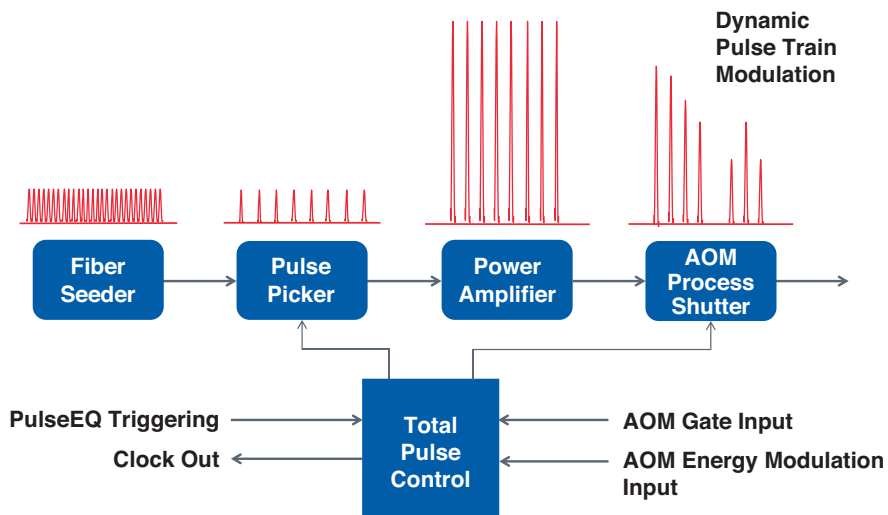 Dynamic
Pulse Train
Modulation
Fiber
Seeder
Pulse
Picker
Power
Amplifier
AOM
Process
Shutter
PulseEQ Triggering
Clock Out
Total
Pulse
Control
AOM Gate Input
AOM Energy Modulation
Input